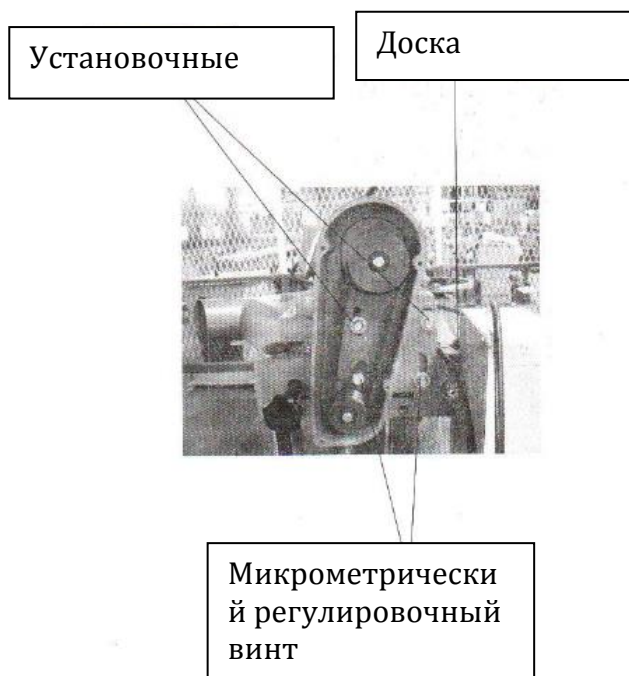 Установочные
Доска
Микрометрически
й регулировочный
винт